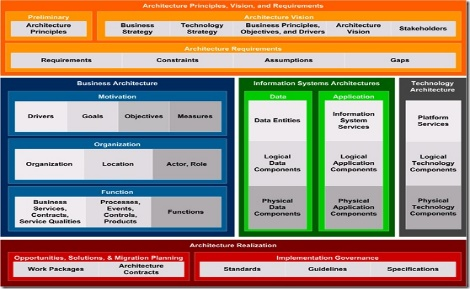 Architecture Principles, Vision, and Requirements
Preliminary
Architecture
Principles
Architecture Vision
Business
Strategy
Technology
Strategy
Business Principles,
Objectives, and Drivers
Architecture
Vision
Stakeholders
Architecture Requirements
Requirements
Constraints
Assumptions
Gaps
Business Architecture
Motivation
Drivers
Goals
Objectives
Measures
Organization
Organization
Location
Actor, Role
Function
Business
Services,
Contracts,
Service Qualities
Processes,
Events,
Controls,
Products
Functions
Information Systems Architectures
Data
Data Entities
Logical
Data
Components
Physical
Data
Components
Application
Information
System
Services
Logical
Application
Components
Physical
Application
Components
Technology
Architecture
Platform
Services
Logical
Technology
Components
Physical
Technology
Components
Architecture Realization
Opportunities, Solutions, & Migration Planning
Work Packages
Architecture
Contracts
Implementation Governance
Standards
Guidelines
Specifications